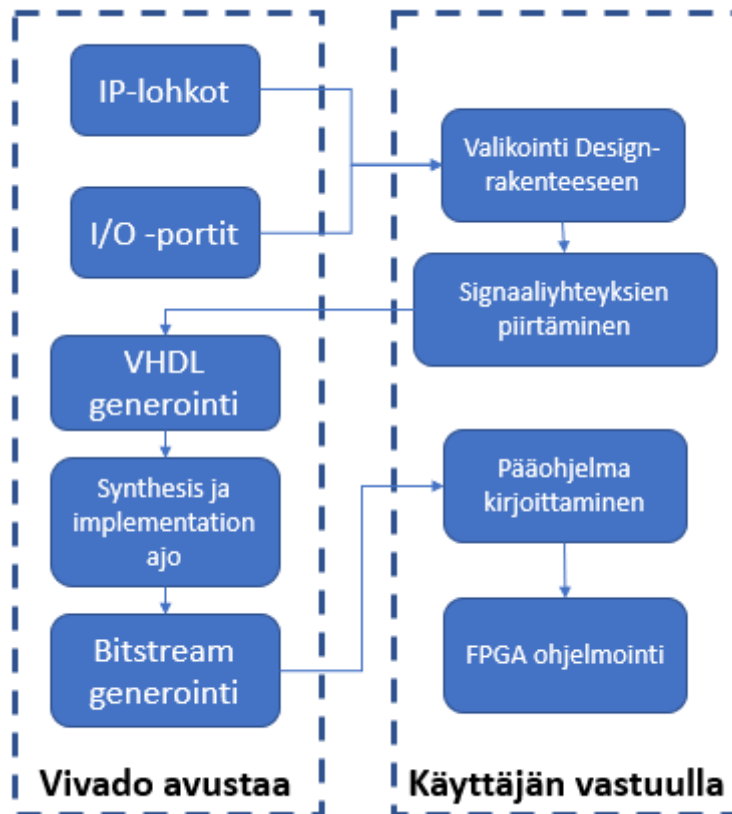 IP-lohkot
I/O -portit
Valikointi Design-
rakenteeseen
Signaaliyhteyksien
piirtäminen
VHDL
generointi
Synthesis ja
implementation
ajo
Bitstream
generointi
Pääohjelma
kirjoittaminen
FPGA ohjelmointi
Vivado avustaa
Käyttäjän vastuulla